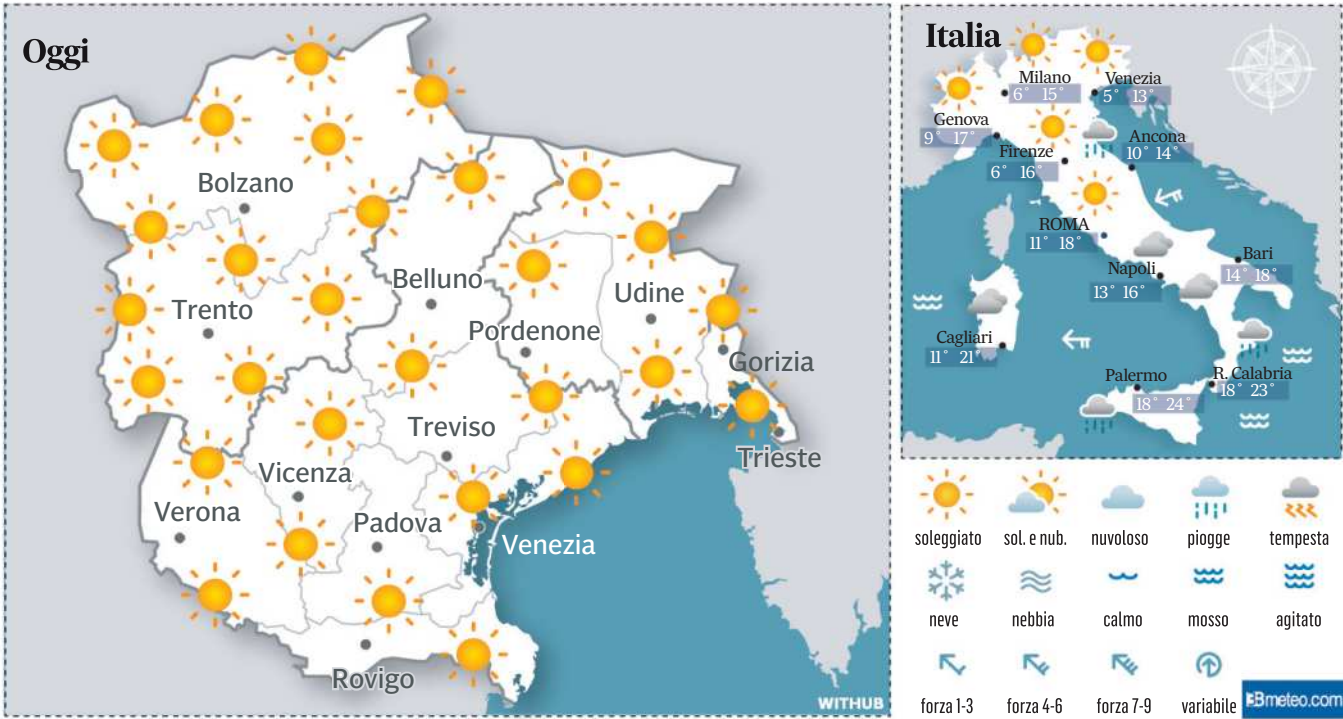 Oggi
Bolzano
Trento
Belluno
Pordenone
Udine
Gorizia
Trieste
Treviso
Vicenza
Verona
Padova
Venezia
Rovigo
WITHUB
Italia
Milano
6° 15°
Venezia
5° 13°
Genova
9° 17°
Ancona
10° 14°
Firenze
6° 16°
ROMA
11° 18°
Bari
14° 18°
Napoli
13° 16°
Cagliari
11° 21°
Palermo
18° 24°
R. Calabria
18° 23°
soleggiato
sol. e nub.
nuvoloso
piogge
tempesta
neve
nebbia
calmo
mosso
agitato
forza 1-3
forza 4-6
forza 7-9
variabile
3Bmeteo.com